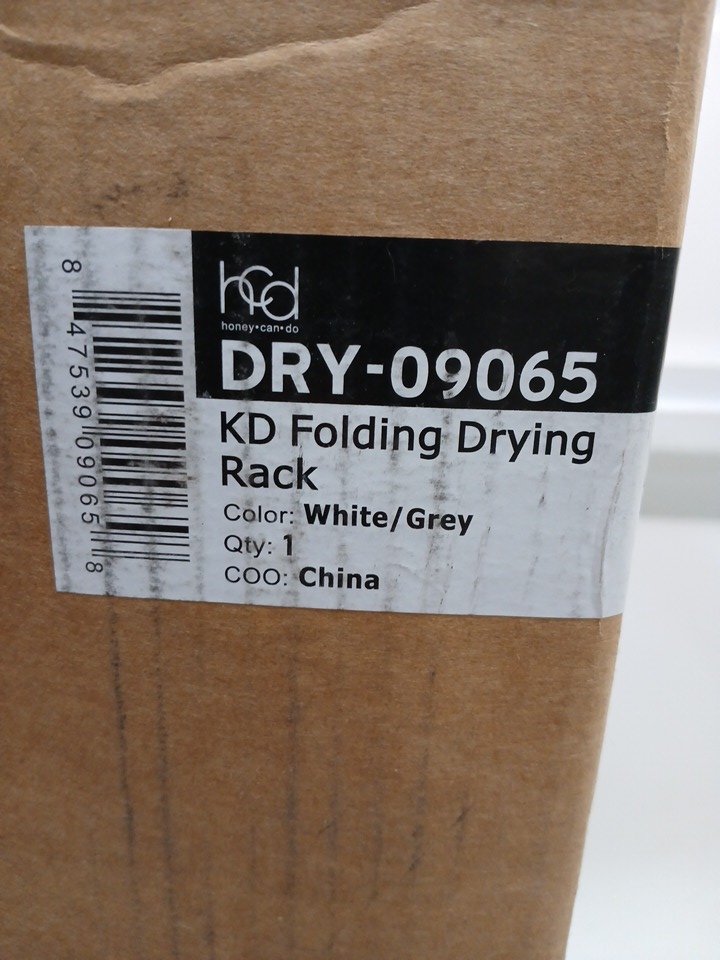 hcd
honey•can•do
DRY-09065
KD Folding Drying
Rack
Color: White/Grey
Qty: 1
COO: China
8 47539 09065 8